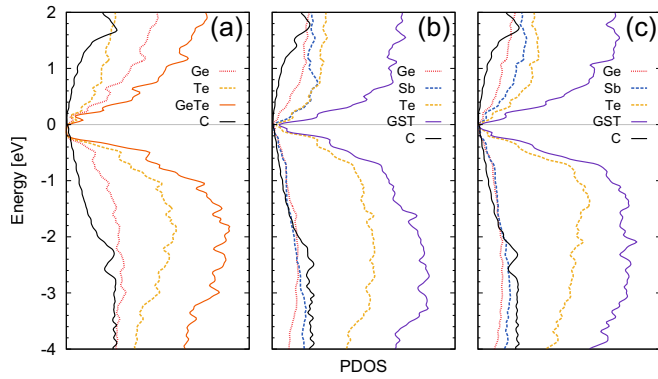 (a) (b) (c)
2
1
0
-1
-2
-3
-4
Energy [eV]
PDOS
Ge
Te
GeTe
C
Ge
Sb
Te
GST
C
Ge
Sb
Te
GST
C